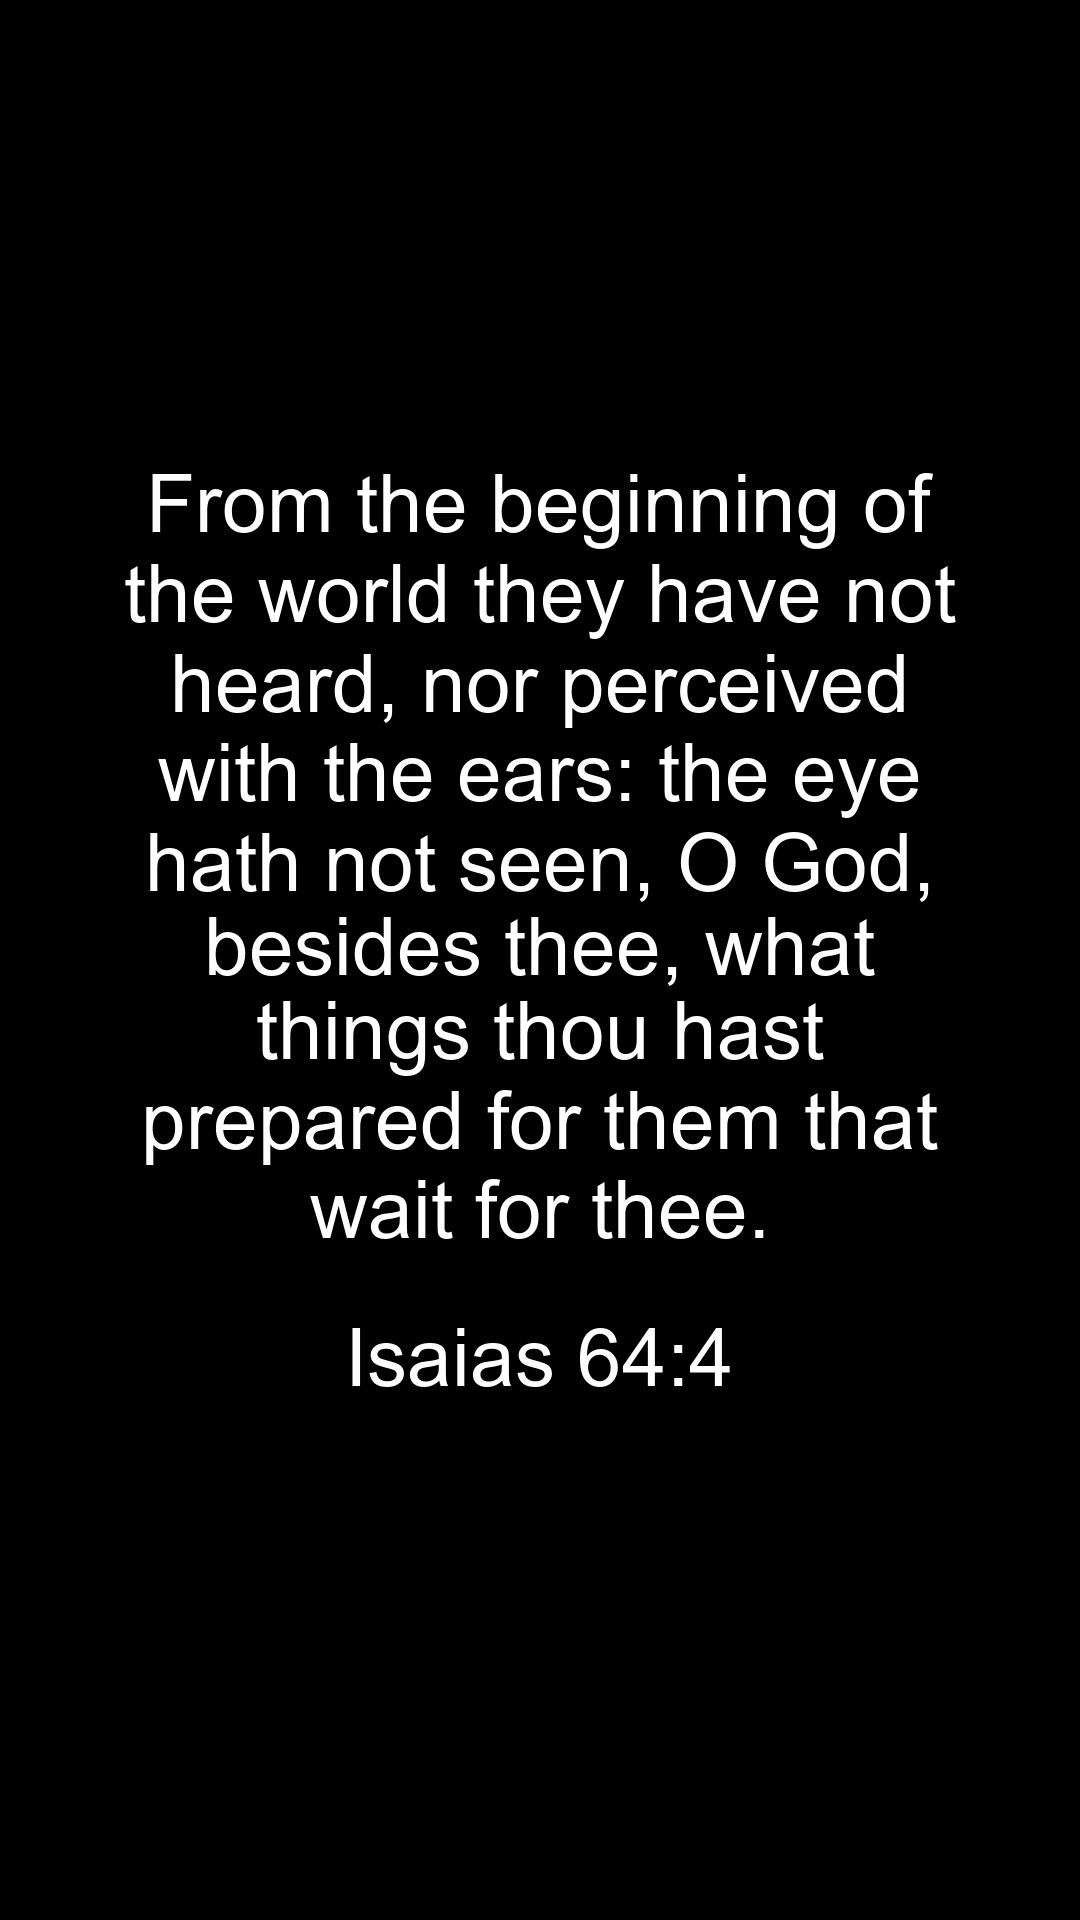 From the beginning of
the world they have not
heard, nor perceived
with the ears: the eye
hath not seen, O God,
besides thee, what
things thou hast
prepared for them that
wait for thee.
Isaias 64:4